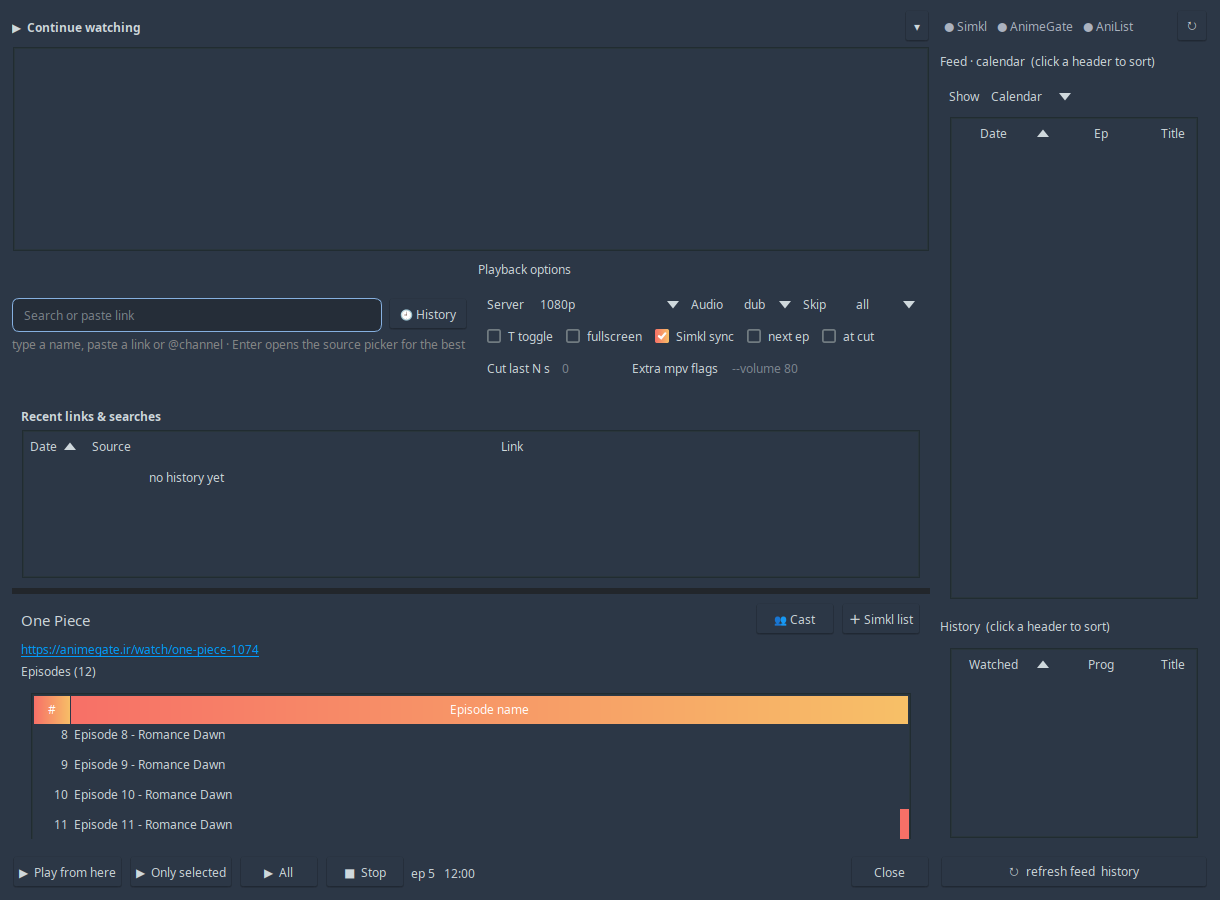 ▶ Continue watching
▼
Simkl AnimeGate AniList ↻
Feed · calendar (click a header to sort)
Show Calendar
Date Ep Title
Playback options
Search or paste link
🕘 History
type a name, paste a link or @channel · Enter opens the source picker for the best
Server 1080p Audio dub Skip all
T toggle fullscreen Simkl sync next ep at cut
Cut last N s 0 Extra mpv flags --volume 80
Recent links & searches
Date Source Link
no history yet
One Piece
👥 Cast + Simkl list
https://animegate.ir/watch/one-piece-1074
Episodes (12)
# Episode name
8 Episode 8 - Romance Dawn
9 Episode 9 - Romance Dawn
10 Episode 10 - Romance Dawn
11 Episode 11 - Romance Dawn
History (click a header to sort)
Watched Prog Title
▶ Play from here ▶ Only selected ▶ All ■ Stop ep 5 12:00 Close
↻ refresh feed history